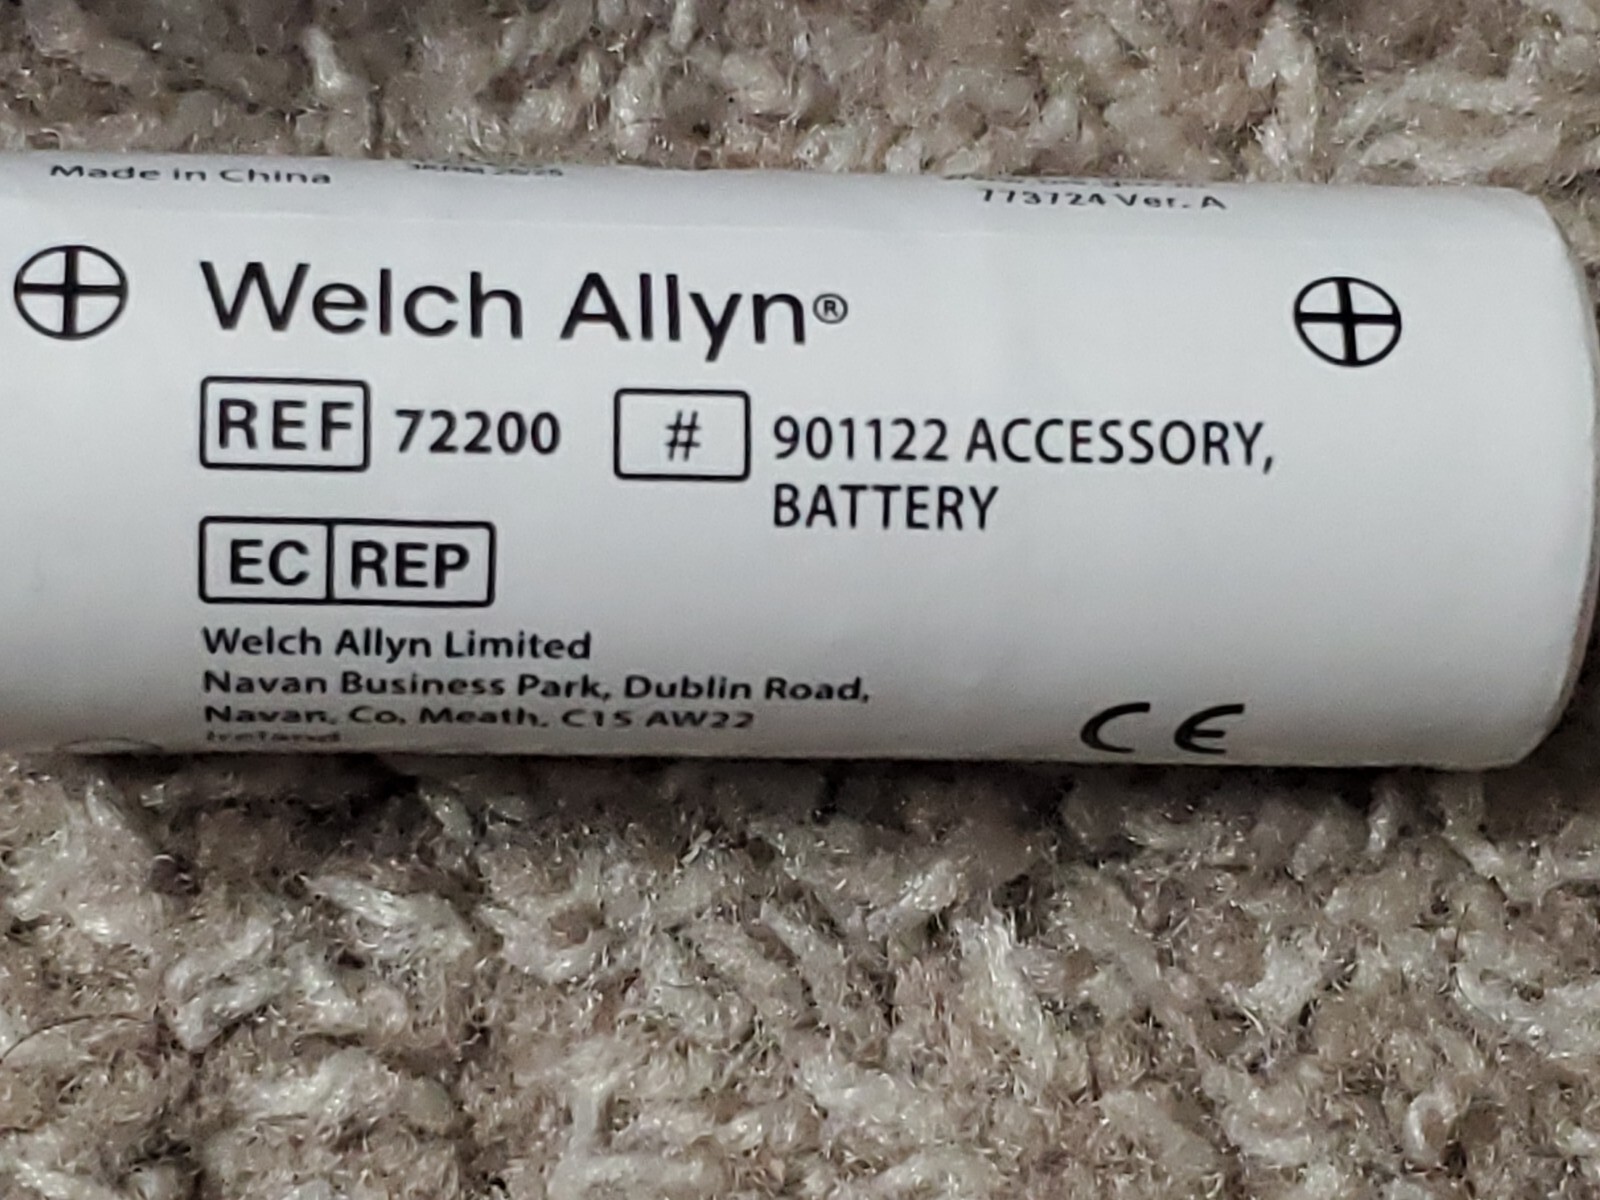 Made in China
773724 Ver. A
Welch Allyn®
REF 72200 # 901122 ACCESSORY,
BATTERY
EC REP
Welch Allyn Limited
Navan Business Park, Dublin Road,
Navan, Co. Meath, C15 AW22
Ireland
CE